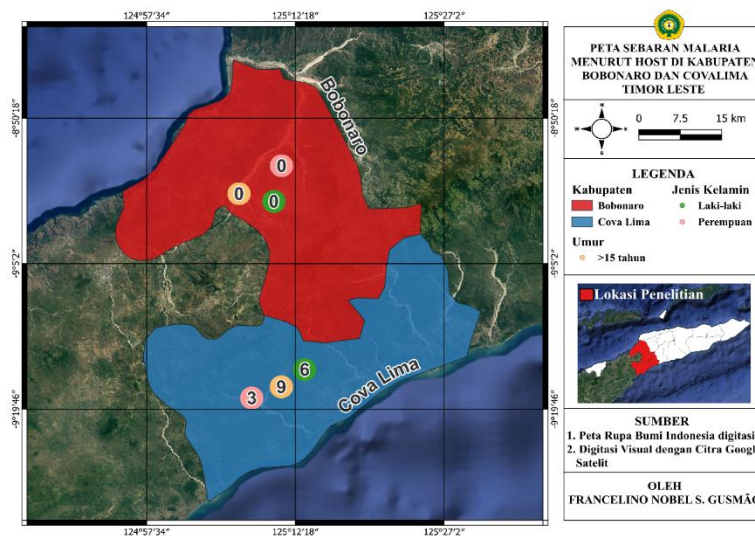 124°57'34"
125°12'18"
125°27'2"
-8°50'18"
-9°5'2"
-9°19'46"
-8°50'18"
-9°5'2"
-9°19'46"
124°57'34"
125°12'18"
125°27'2"
Bobonaro
0
0
0
Cova Lima
6
9
3
PETA SEBARAN MALARIA
MENURUT HOST DI KABUPATEN
BOBONARO DAN COVALIMA
TIMOR LESTE
N
W
E
S
0 7.5 15 km
LEGENDA
Kabupaten
Bobonaro
Cova Lima
Umur
>15 tahun
Jenis Kelamin
Laki-laki
Perempuan
Lokasi Penelitian
SUMBER
1. Peta Rupa Bumi Indonesia digitasi
2. Digitasi Visual dengan Citra Googl
Satelit
OLEH
FRANCELINO NOBEL S. GUSMÃO